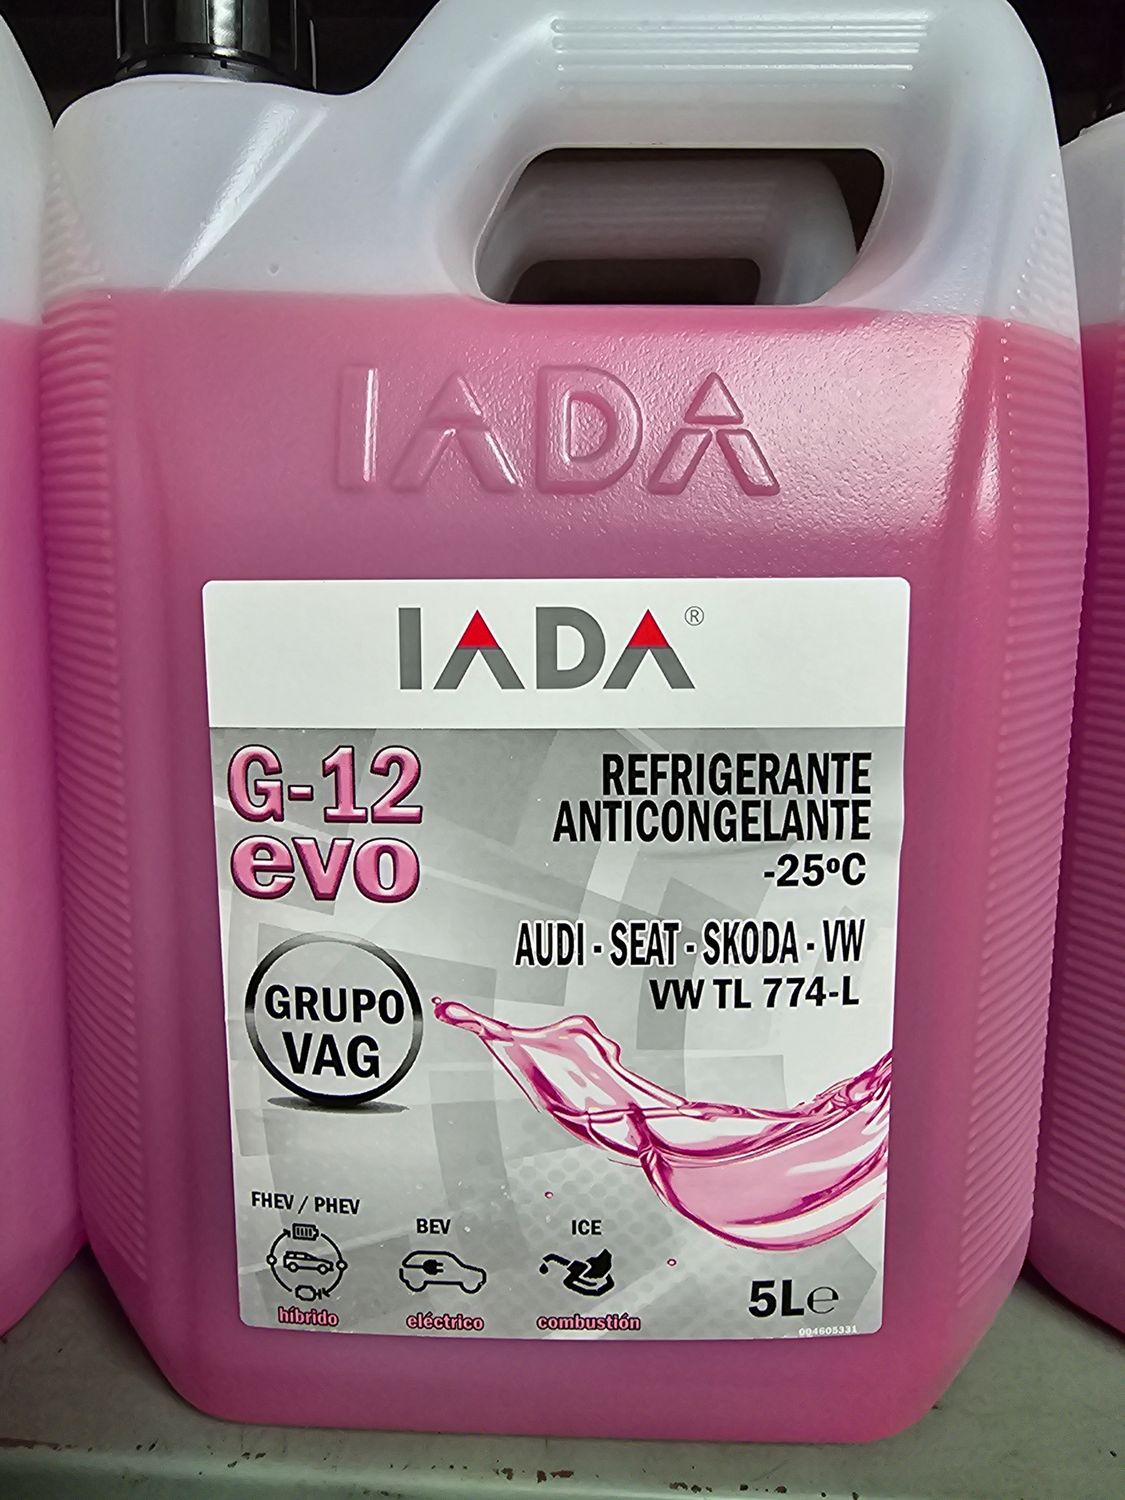 IADA
IADA®
G-12
evo
REFRIGERANTE
ANTICONGELANTE
-25ºC
AUDI - SEAT - SKODA - VW
VW TL 774-L
GRUPO
VAG
FHEV / PHEV
híbrido
BEV
eléctrico
ICE
combustión
5L℮
004605331